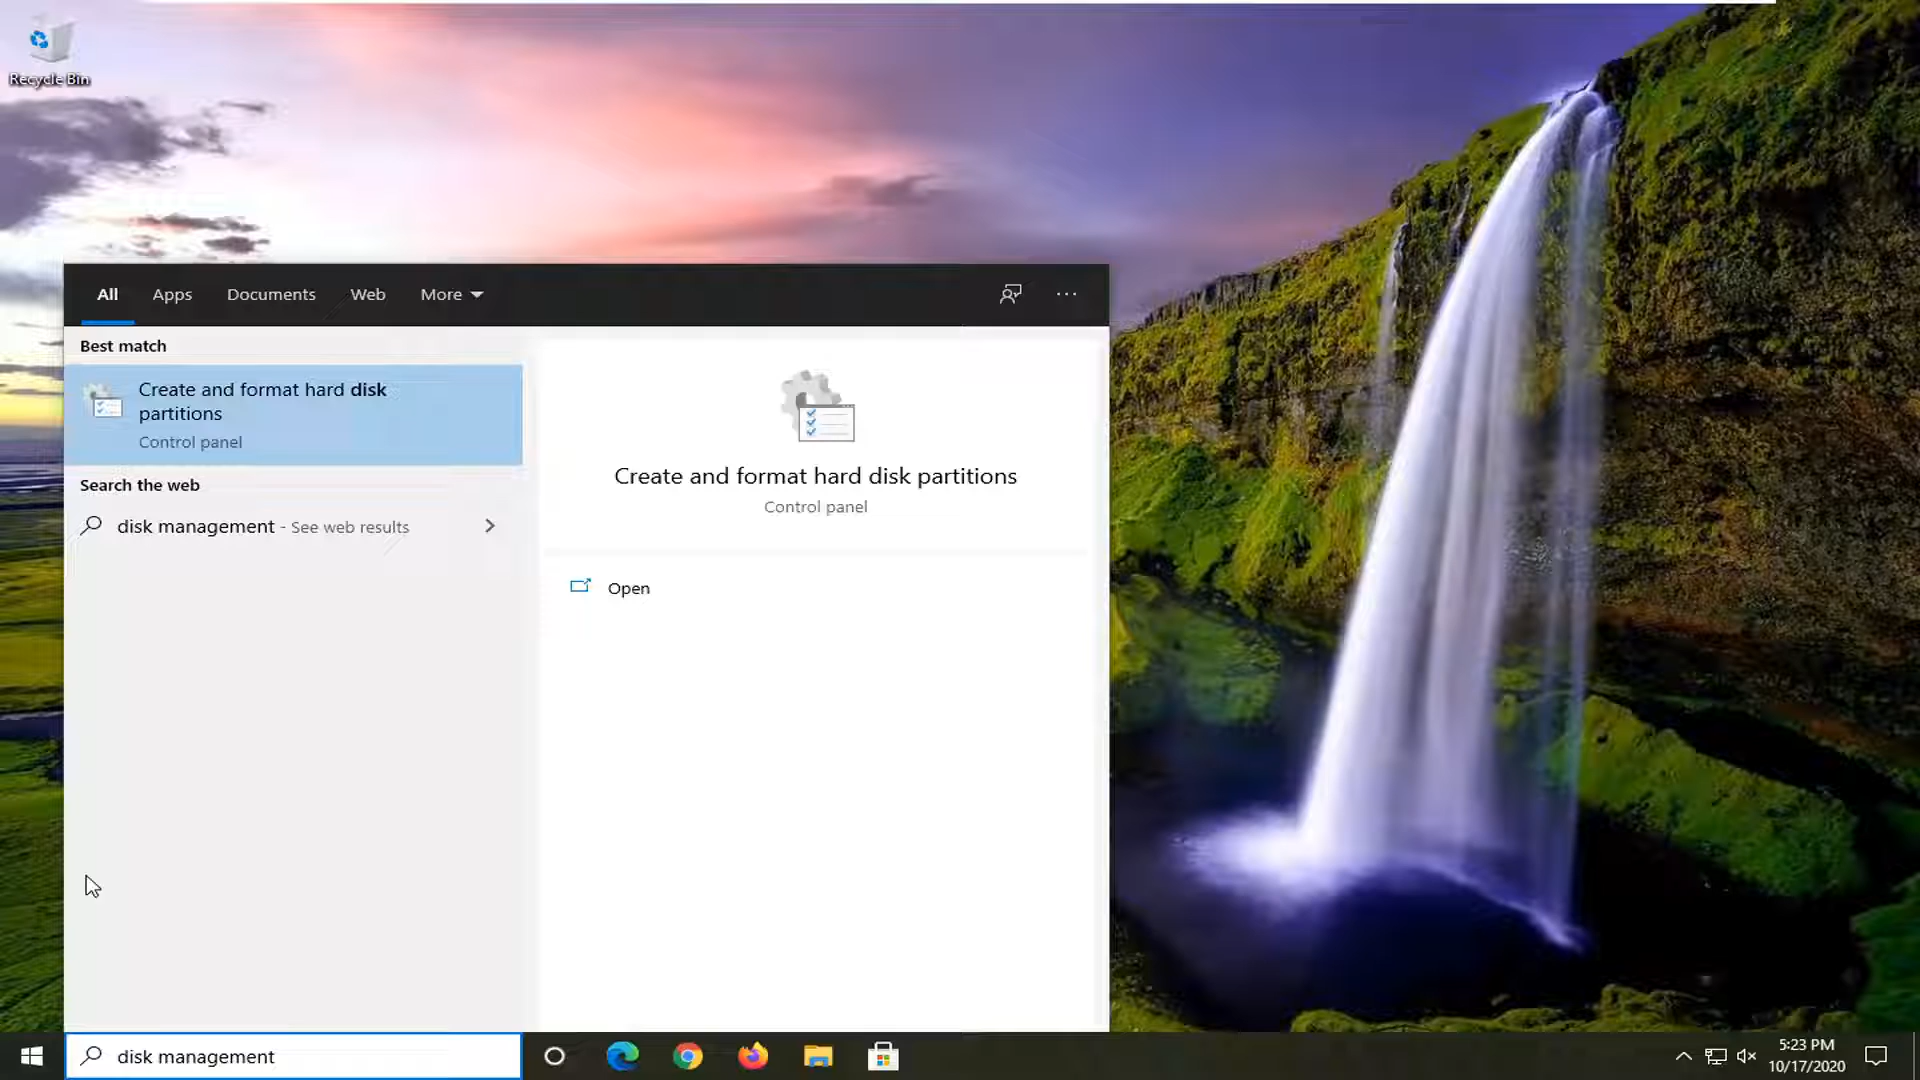 Recycle Bin
All Apps Documents Web More
Best match
Create and format hard disk
partitions
Control panel
Search the web
disk management - See web results
Create and format hard disk partitions
Control panel
Open
disk management
5:23 PM
10/17/2020